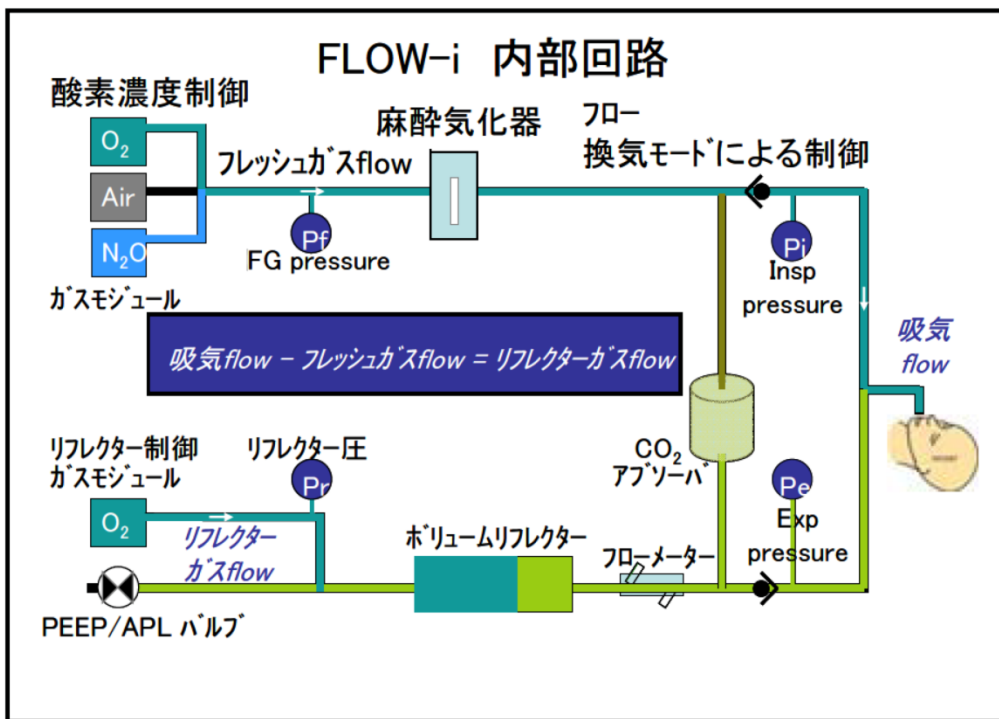 FLOW-i 内部回路
酸素濃度制御
O₂
Air
N₂O
ガスモジュール
フレッシュガスflow
Pf
FG pressure
麻酔気化器
フロー
換気モードによる制御
Pi
Insp
pressure
吸気
flow
吸気flow − フレッシュガスflow = リフレクターガスflow
リフレクター制御
ガスモジュール
O₂
リフレクター圧
Pr
リフレクター
ガスflow
PEEP/APL バルブ
ボリュームリフレクター
フローメーター
CO₂
アブソーバ
Pe
Exp
pressure